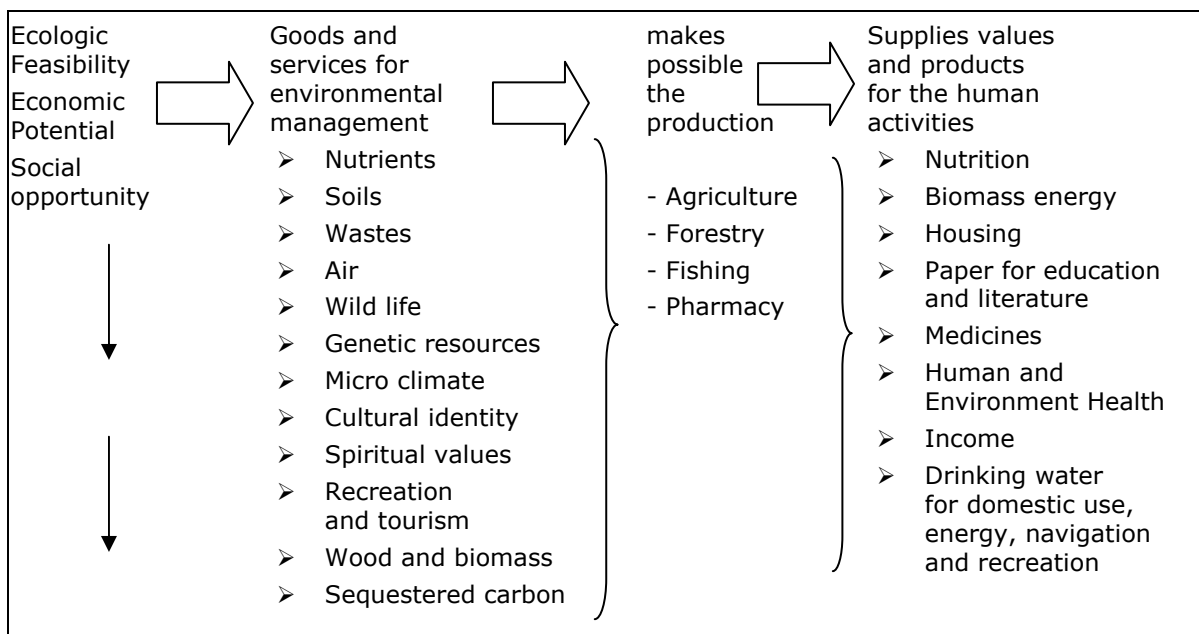 Ecologic
Feasibility
Economic
Potential
Social
opportunity
Goods and
services for
environmental
management
➢ Nutrients
➢ Soils
➢ Wastes
➢ Air
➢ Wild life
➢ Genetic resources
➢ Micro climate
➢ Cultural identity
➢ Spiritual values
➢ Recreation
and tourism
➢ Wood and biomass
➢ Sequestered carbon
makes
possible
the
production
- Agriculture
- Forestry
- Fishing
- Pharmacy
Supplies values
and products
for the human
activities
➢ Nutrition
➢ Biomass energy
➢ Housing
➢ Paper for education
and literature
➢ Medicines
➢ Human and
Environment Health
➢ Income
➢ Drinking water
for domestic use,
energy, navigation
and recreation